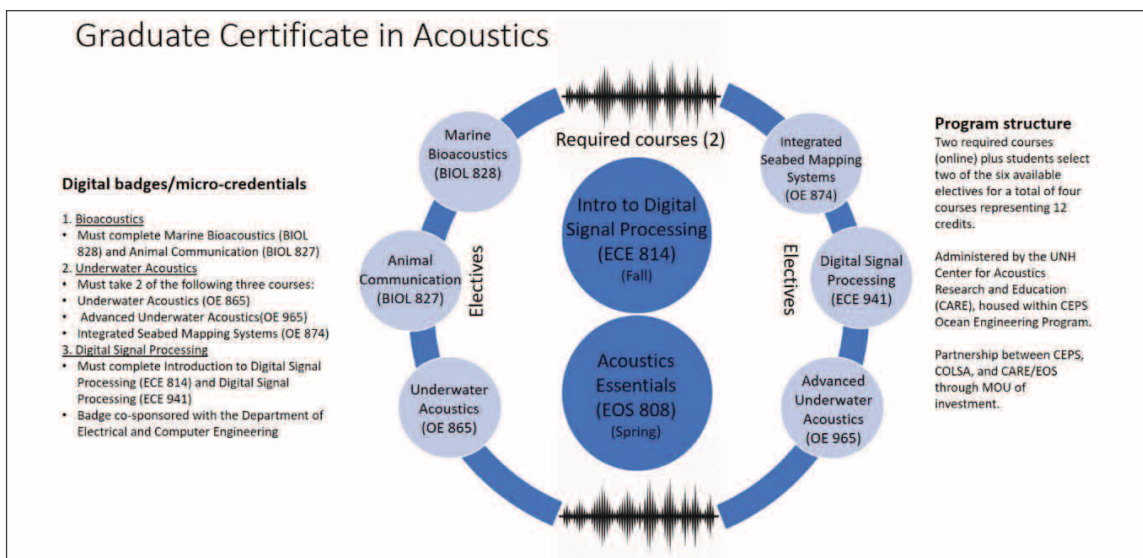 Graduate Certificate in Acoustics
Digital badges/micro-credentials
1. Bioacoustics
• Must complete Marine Bioacoustics (BIOL
828) and Animal Communication (BIOL 827)
2. Underwater Acoustics
• Must take 2 of the following three courses:
• Underwater Acoustics (OE 865)
• Advanced Underwater Acoustics(OE 965)
• Integrated Seabed Mapping Systems (OE 874)
3. Digital Signal Processing
• Must complete Introduction to Digital Signal
Processing (ECE 814) and Digital Signal
Processing (ECE 941)
• Badge co-sponsored with the Department of
Electrical and Computer Engineering
Marine
Bioacoustics
(BIOL 828)
Animal
Communication
(BIOL 827)
Underwater
Acoustics
(OE 865)
Electives
Required courses (2)
Intro to Digital
Signal Processing
(ECE 814)
(Fall)
Acoustics
Essentials
(EOS 808)
(Spring)
Electives
Integrated
Seabed Mapping
Systems
(OE 874)
Digital Signal
Processing
(ECE 941)
Advanced
Underwater
Acoustics
(OE 965)
Program structure
Two required courses
(online) plus students select
two of the six available
electives for a total of four
courses representing 12
credits.
Administered by the UNH
Center for Acoustics
Research and Education
(CARE), housed within CEPS
Ocean Engineering Program.
Partnership between CEPS,
COLSA, and CARE/EOS
through MOU of
investment.